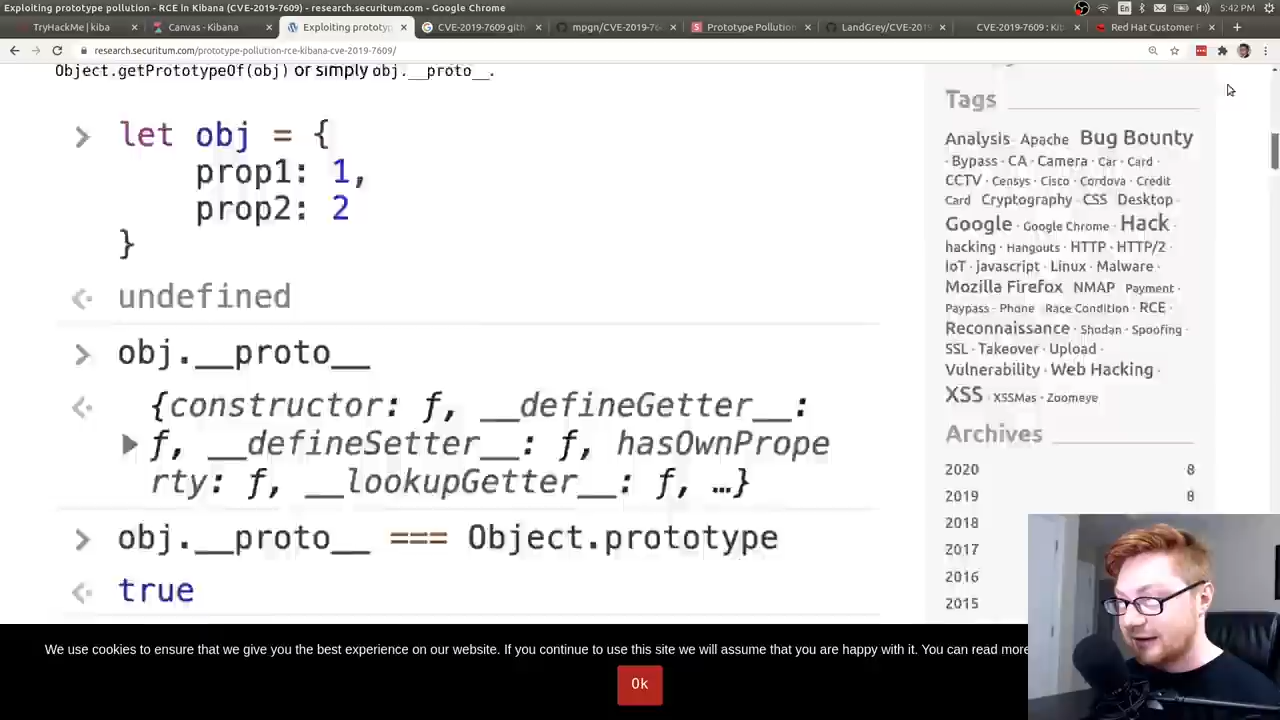 Exploiting prototype pollution - RCE in Kibana (CVE-2019-7609) - research.securitum.com - Google Chrome
En
5:42 PM
TryHackMe | kiba
Canvas - Kibana
Exploiting prototyp
CVE-2019-7609 gith
mpgn/CVE-2019-760
Prototype Pollution
LandGrey/CVE-2019
CVE-2019-7609 : Kib
Red Hat Customer P
research.securitum.com/prototype-pollution-rce-kibana-cve-2019-7609/
Object.getPrototypeOf(obj) or simply obj.__proto__.
let obj = {
prop1: 1,
prop2: 2
}
undefined
obj.__proto__
{constructor: ƒ, __defineGetter__:
ƒ, __defineSetter__: ƒ, hasOwnPrope
rty: ƒ, __lookupGetter__: ƒ, …}
obj.__proto__ === Object.prototype
true
Tags
Analysis · Apache · Bug Bounty
· Bypass · CA · Camera · Car · Card ·
CCTV · Censys · Cisco · Cordova · Credit
Card · Cryptography · CSS · Desktop ·
Google · Google Chrome · Hack ·
hacking · Hangouts · HTTP · HTTP/2 ·
IoT · javascript · Linux · Malware ·
Mozilla Firefox · NMAP · Payment ·
Paypass · Phone · Race Condition · RCE ·
Reconnaissance · Shodan · Spoofing ·
SSL · Takeover · Upload ·
Vulnerability · Web Hacking ·
XSS · XSSMas · Zoomeye
Archives
2020 8
2019 8
2018
2017
2016
2015
We use cookies to ensure that we give you the best experience on our website. If you continue to use this site we will assume that you are happy with it. You can read more
Ok